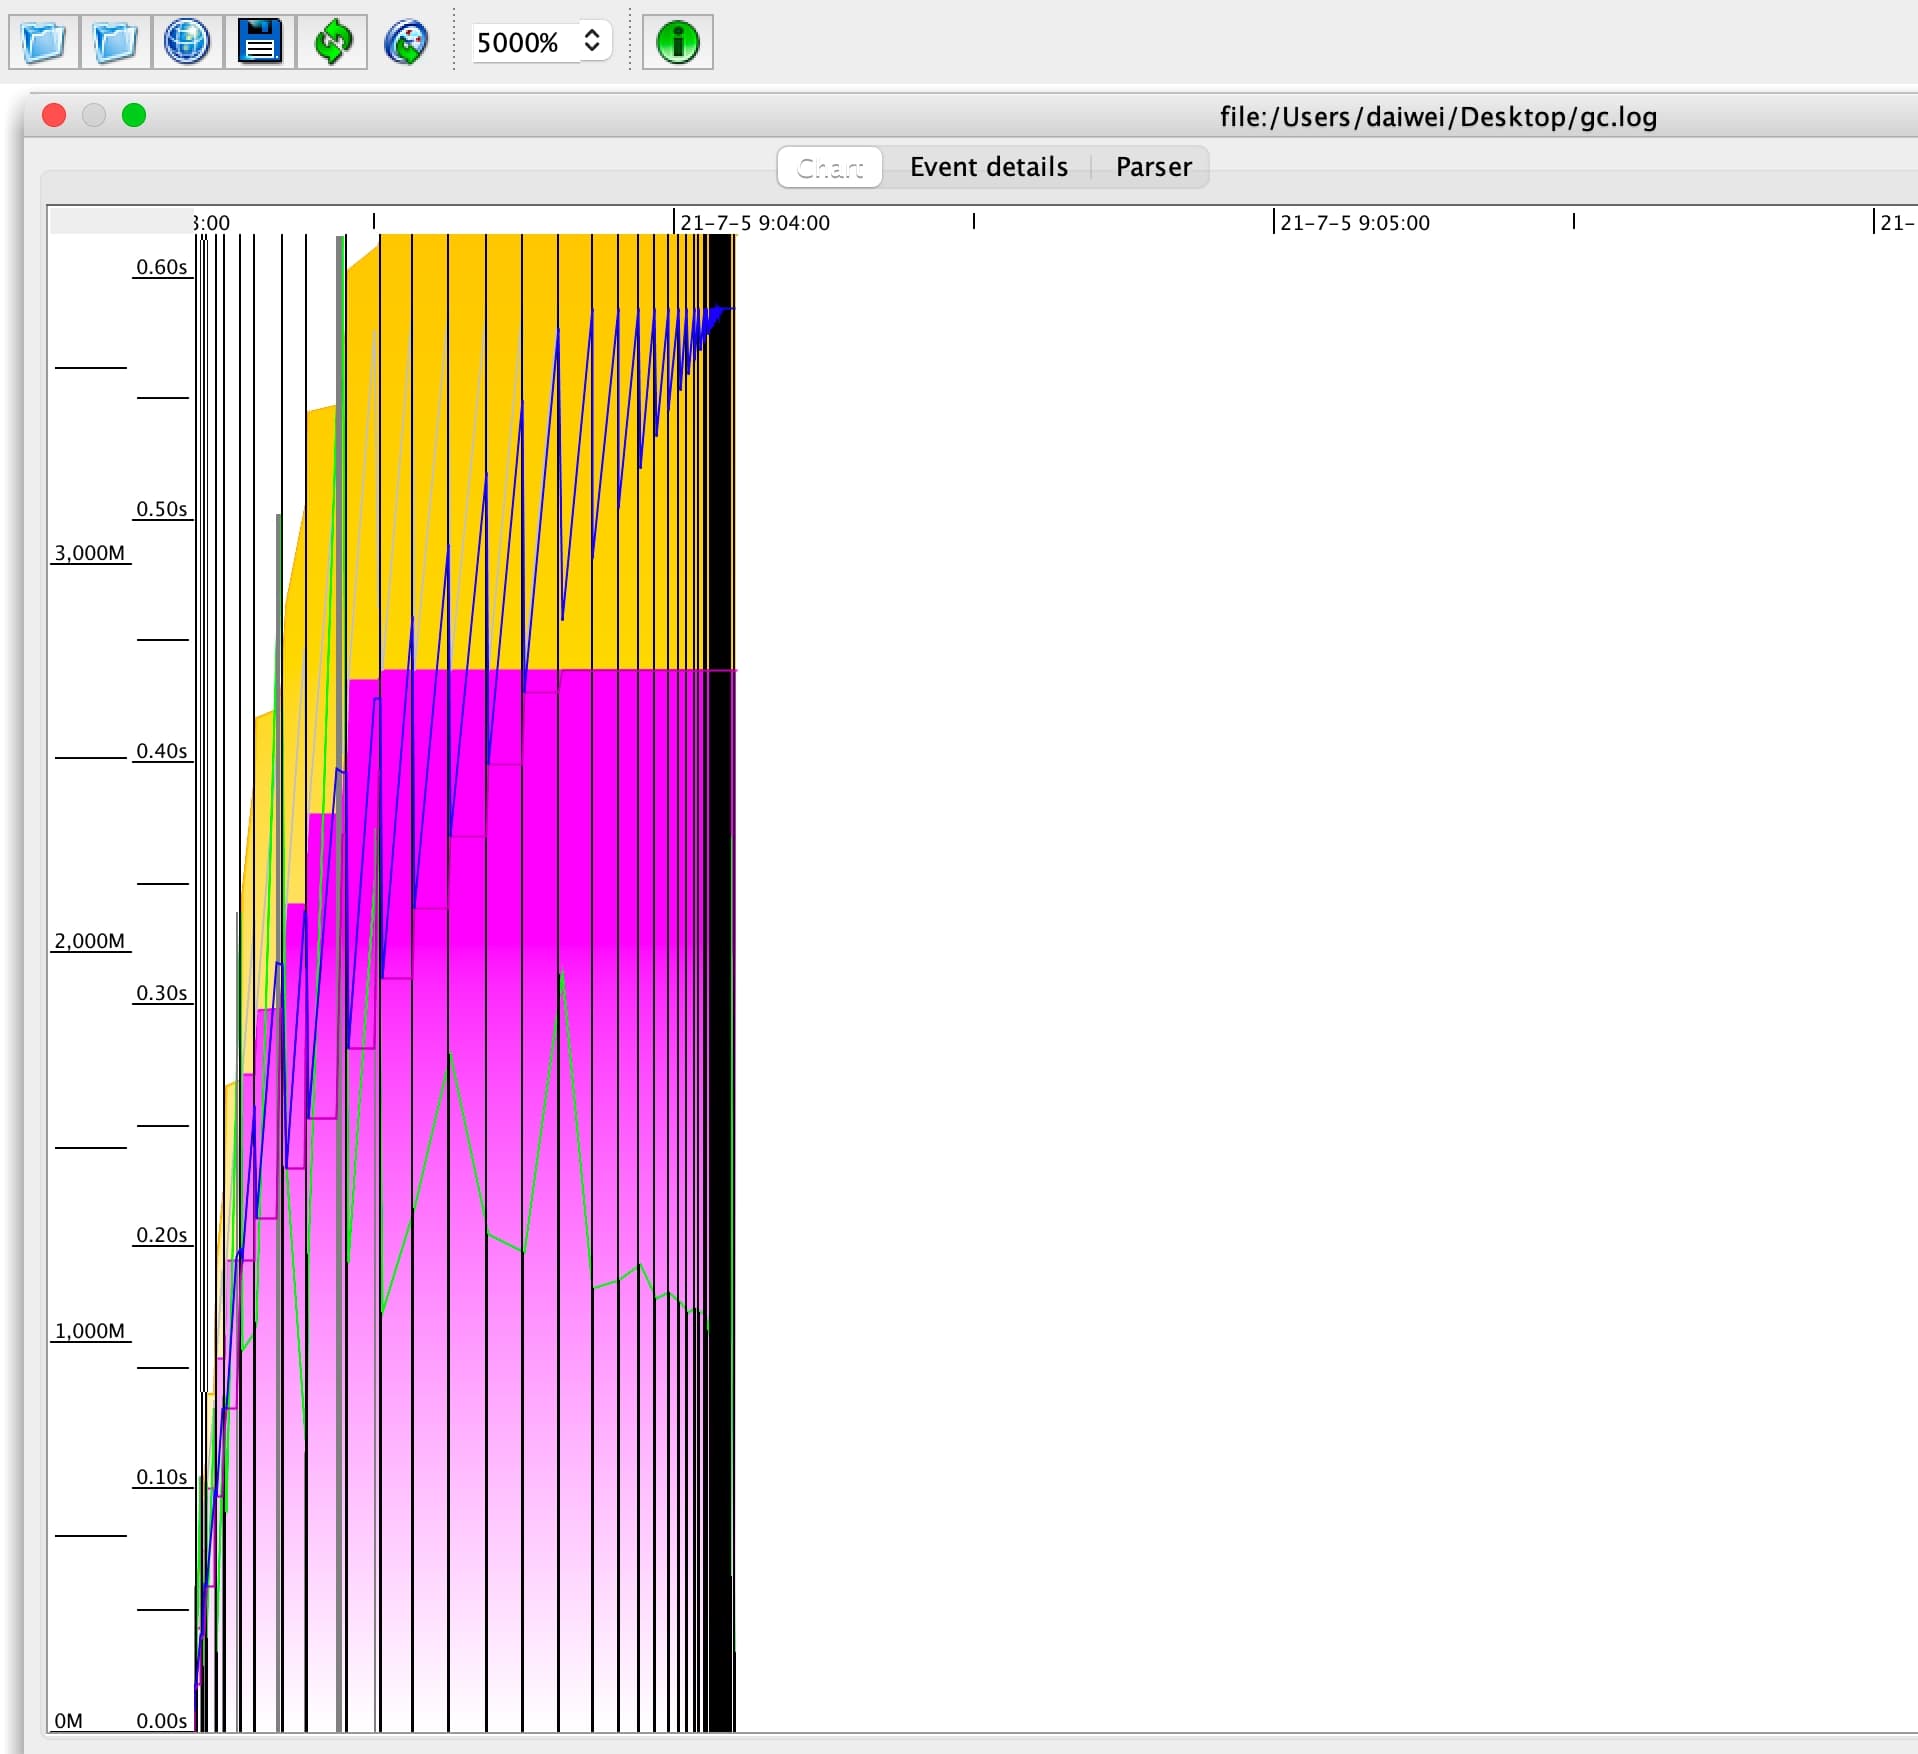 5000%
file:/Users/daiwei/Desktop/gc.log
Chart Event details Parser
3:00 21-7-5 9:04:00 21-7-5 9:05:00 21-
0.60s
0.50s
3,000M
0.40s
2,000M
0.30s
0.20s
1,000M
0.10s
0M 0.00s